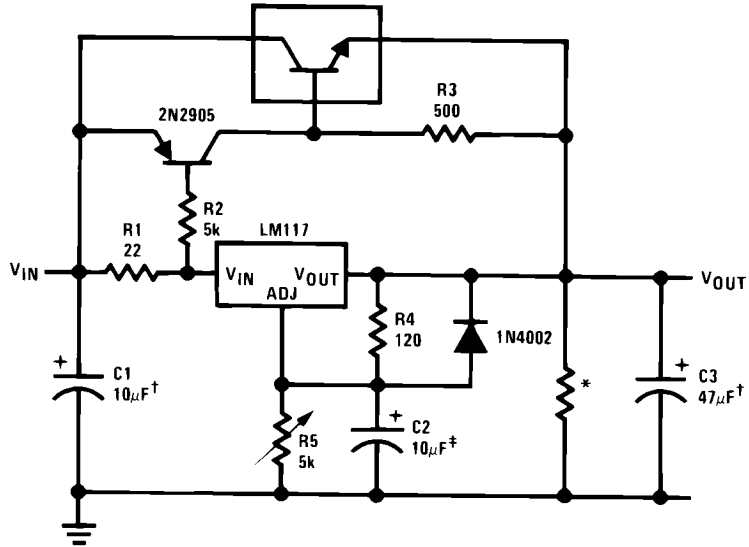 2N2905
R3
500
R1
22
R2
5k
LM117
VIN
VIN
VOUT
ADJ
VOUT
R4
120
1N4002
C1
10μF†
R5
5k
C2
10μF‡
*
C3
47μF†
+
+
+